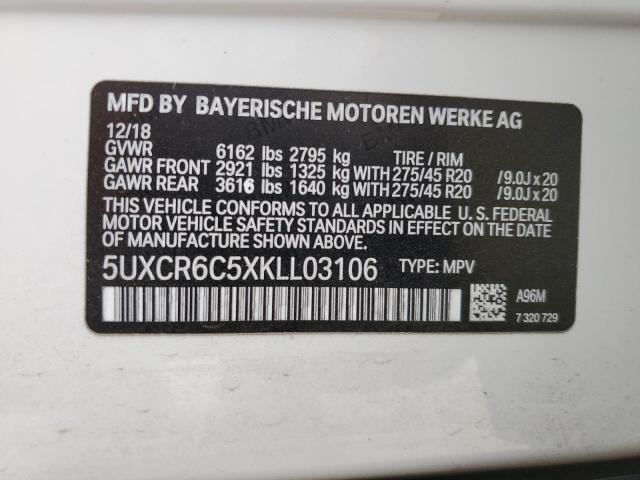 MFD BY BAYERISCHE MOTOREN WERKE AG
12/18
GVWR 6162 lbs 2795 kg TIRE / RIM
GAWR FRONT 2921 lbs 1325 kg WITH 275/45 R20 /9.0J x 20
GAWR REAR 3616 lbs 1640 kg WITH 275/45 R20 /9.0J x 20
THIS VEHICLE CONFORMS TO ALL APPLICABLE U. S. FEDERAL
MOTOR VEHICLE SAFETY STANDARDS IN EFFECT ON THE
DATE OF MANUFACTURE SHOWN ABOVE.
5UXCR6C5XKLL03106 TYPE: MPV
A96M
7 320 729